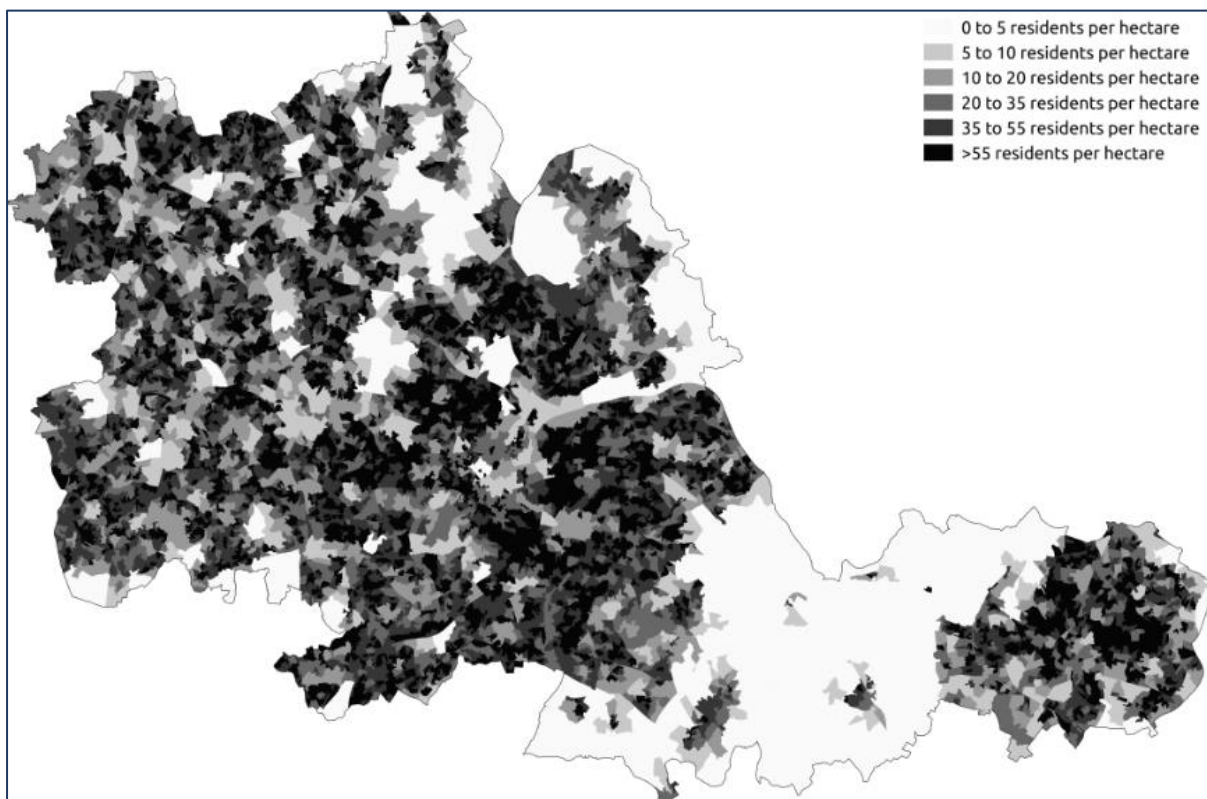 0 to 5 residents per hectare
5 to 10 residents per hectare
10 to 20 residents per hectare
20 to 35 residents per hectare
35 to 55 residents per hectare
>55 residents per hectare